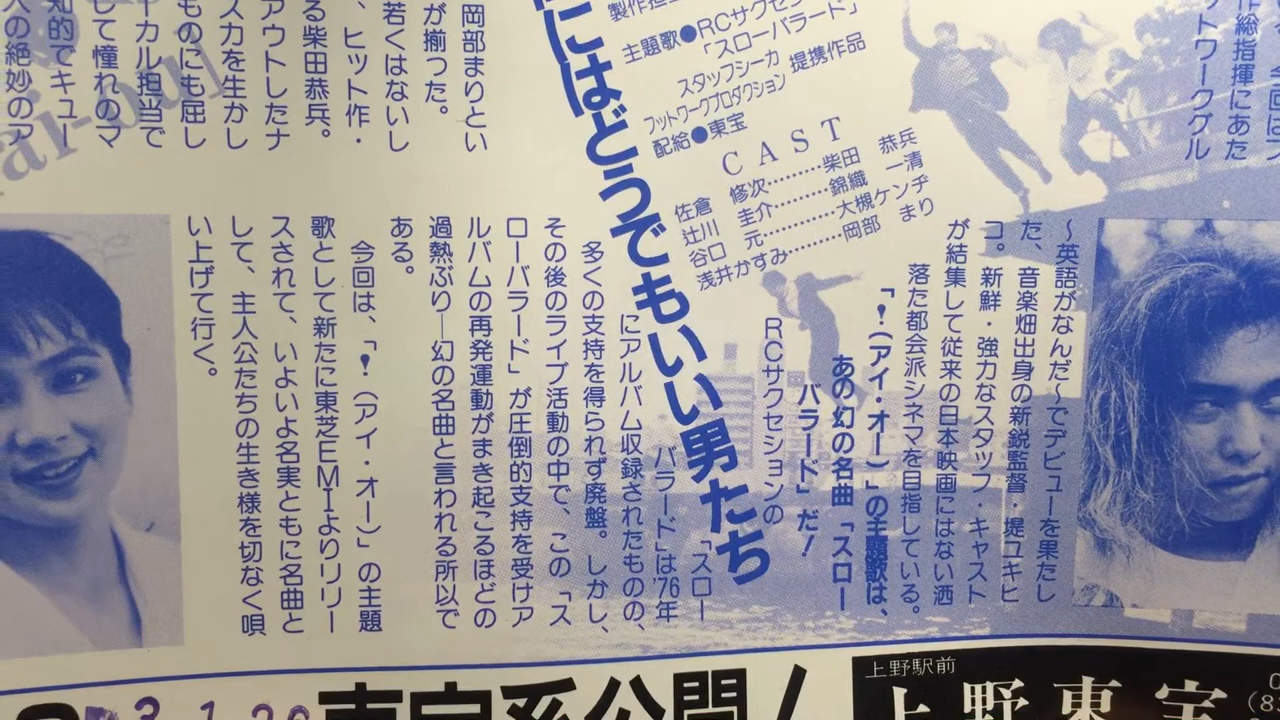 今回はフ
作総指揮にあた
ットワークグル
製作担
主題歌●RCサクセ
「スローバラード」
スタッフシーカ
フットワークプロダクション
提携作品
配給●東宝
CAST
佐倉　修次………柴田　恭兵
辻川　圭介………錦織　一清
谷口　元………大槻ケンヂ
浅井かすみ………岡部　まり
にはどうでもいい男たち
岡部まりとい
が揃った。
若くはないし
、ヒット作・
る柴田恭兵。
アウトしたナ
スカを生かし
ものにも屈し
ーカル担当で
して憧れのマ
知的でキュー
人の絶妙のア
ai-ou]
〜英語がなんだ〜でデビューを果たし
た、音楽畑出身の新鋭監督・堤ユキヒ
コ。新鮮・強力なスタッフ・キャスト
が結集して従来の日本映画にはない洒
落た都会派シネマを目指している。
「！（アイ・オー）」の主題歌は、
あの幻の名曲「スロー
バラード」だ！
RCサクセションの
「スロー
バラード」は'76年
にアルバム収録されたものの、
多くの支持を得られず廃盤。しかし、
その後のライブ活動の中で、この「ス
ローバラード」が圧倒的支持を受けア
ルバムの再発運動がまき起こるほどの
過熱ぶり—幻の名曲と言われる所以で
ある。
今回は、「！（アイ・オー）」の主題
歌として新たに東芝EMIよりリリー
スされて、いよいよ名実ともに名曲と
して、主人公たちの生き様を切なく唄
い上げて行く。
3.1.20
東宝系公開！
上野駅前
上野東宝